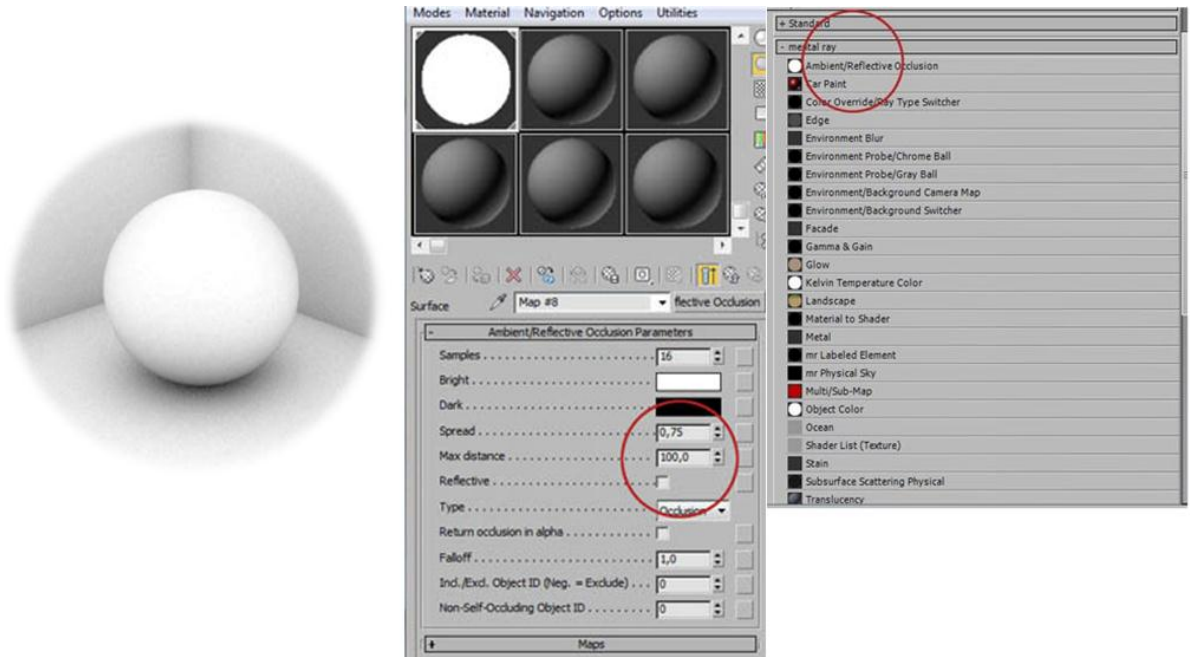 Modes Material Navigation Options Utilities
Surface
Map #8
flective Occlusion
- Ambient/Reflective Occlusion Parameters
Samples 16
Bright
Dark
Spread 0,75
Max distance 100,0
Reflective
Type Occlusion
Return occlusion in alpha
Falloff 1,0
Incl./Excl. Object ID (Neg. = Exclude) 0
Non-Self-Occluding Object ID 0
+ Maps
+ Standard
- mental ray
Ambient/Reflective Occlusion
Car Paint
Color Override/Ray Type Switcher
Edge
Environment Blur
Environment Probe/Chrome Ball
Environment Probe/Gray Ball
Environment/Background Camera Map
Environment/Background Switcher
Facade
Gamma & Gain
Glow
Kelvin Temperature Color
Landscape
Material to Shader
Metal
mr Labeled Element
mr Physical Sky
Multi/Sub-Map
Object Color
Ocean
Shader List (Texture)
Stain
Subsurface Scattering Physical
Translucency